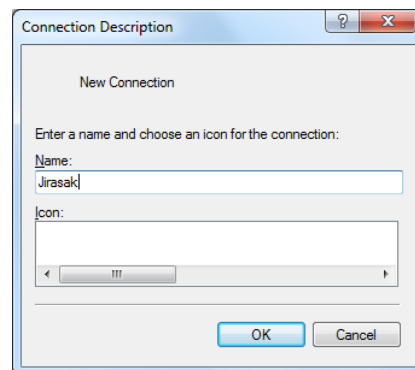 Connection Description
New Connection
Enter a name and choose an icon for the connection:
Name:
Jirasak
Icon:
OK Cancel